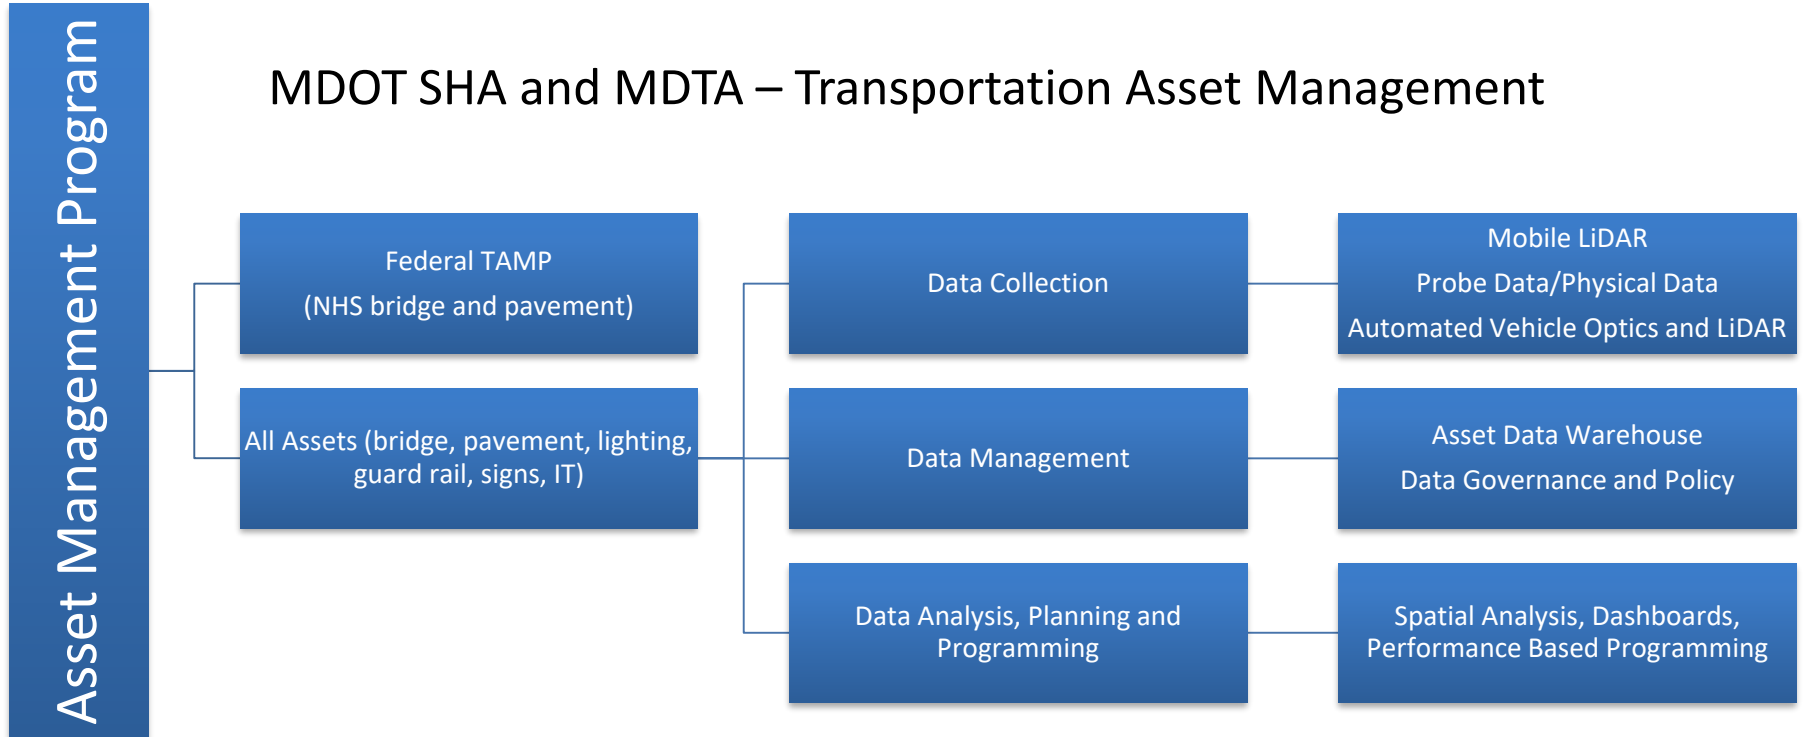 Asset Management Program
MDOT SHA and MDTA – Transportation Asset Management
Federal TAMP
(NHS bridge and pavement)
All Assets (bridge, pavement, lighting,
guard rail, signs, IT)
Data Collection
Mobile LiDAR
Probe Data/Physical Data
Automated Vehicle Optics and LiDAR
Data Management
Asset Data Warehouse
Data Governance and Policy
Data Analysis, Planning and
Programming
Spatial Analysis, Dashboards,
Performance Based Programming